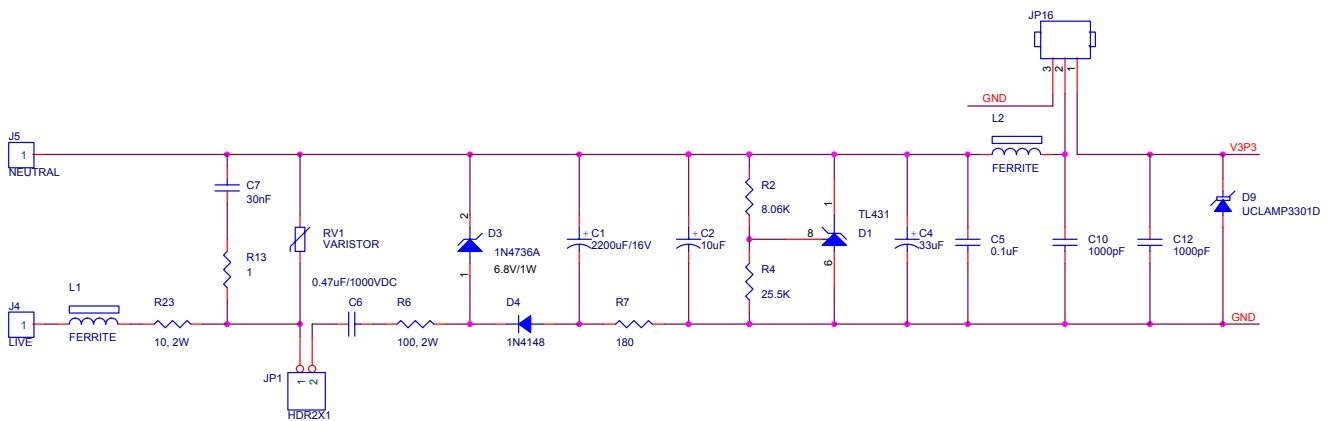 JP16
3
2
1
GND
L2
FERRITE
V3P3
J5
1
NEUTRAL
C7
30nF
R13
1
RV1
VARISTOR
2
D3
1N4736A
6.8V/1W
1
+
C1
2200uF/16V
+
C2
10uF
R2
8.06K
R4
25.5K
1
8
6
TL431
D1
+
C4
33uF
C5
0.1uF
C10
1000pF
C12
1000pF
D9
UCLAMP3301D
J4
1
LIVE
L1
FERRITE
R23
10, 2W
0.47uF/1000VDC
C6
R6
100, 2W
D4
1N4148
R7
180
GND
JP1
1
2
HDR2X1